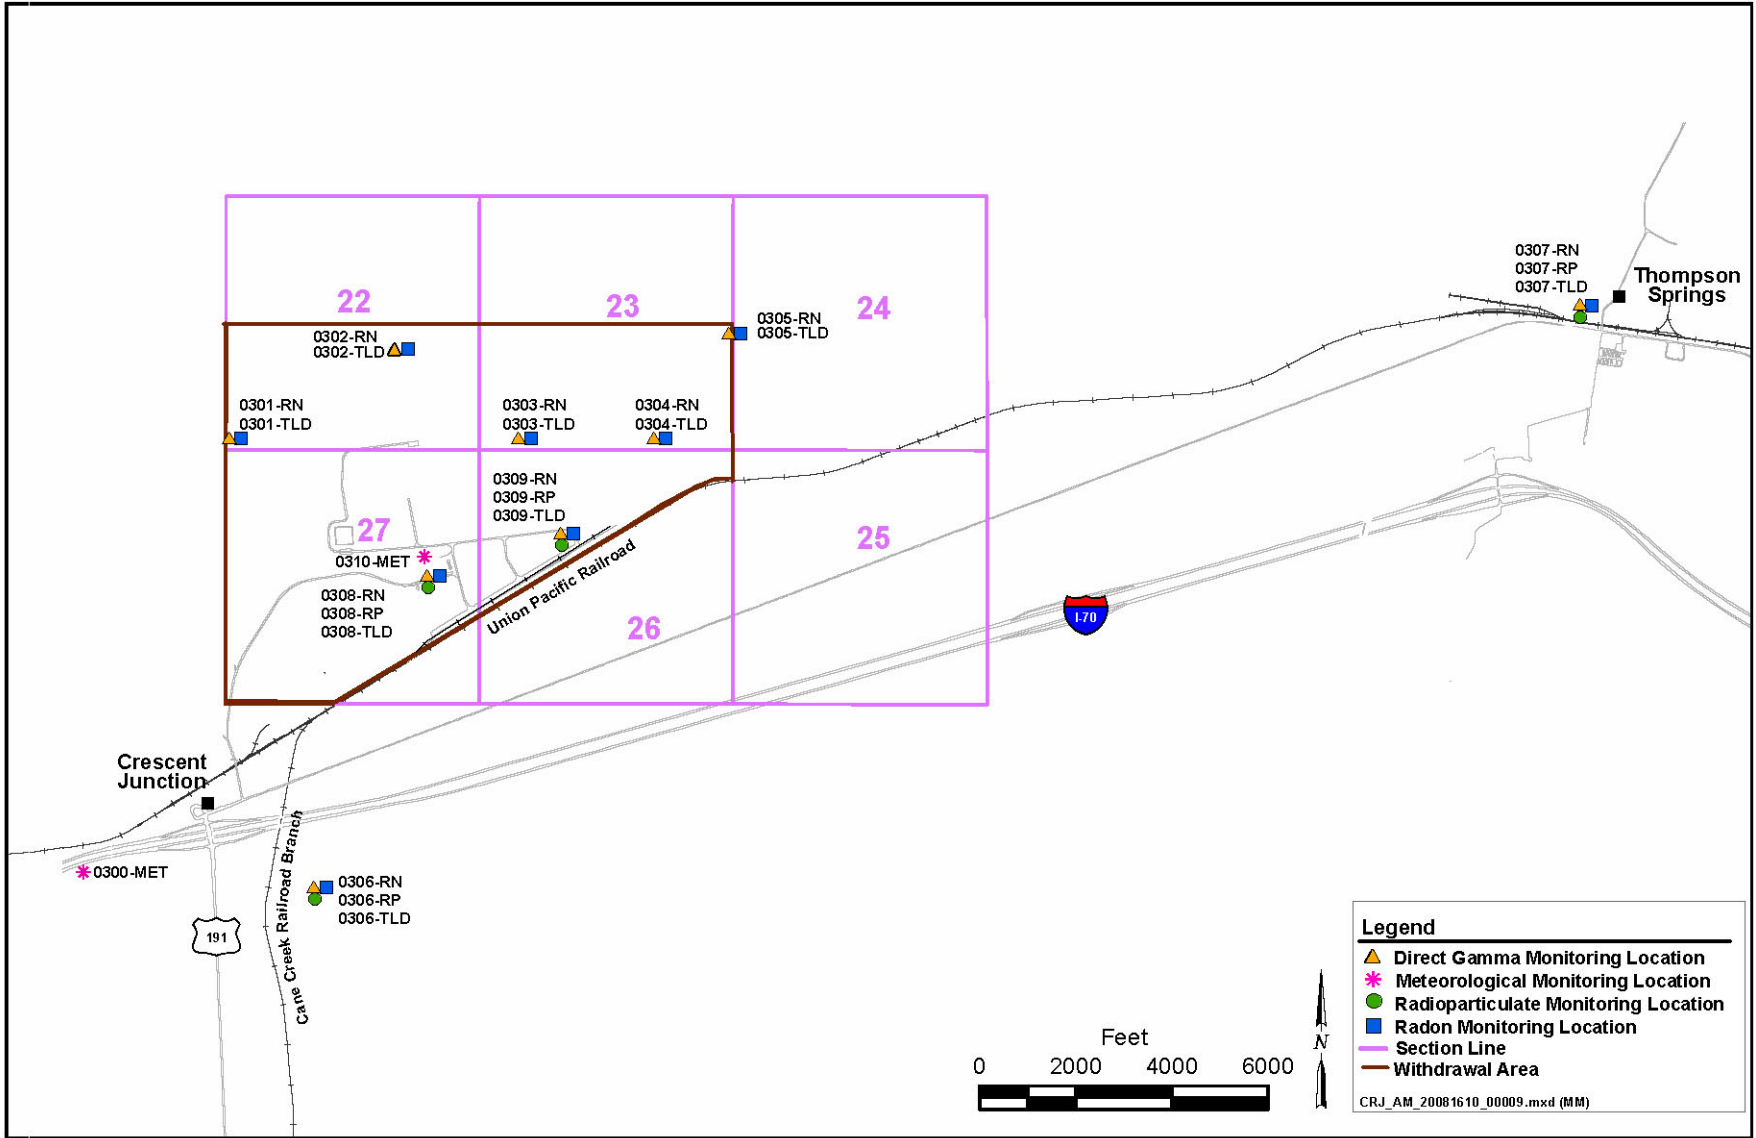 22
23
24
0307-RN
0307-RP
0307-TLD
Thompson
Springs
0305-RN
0305-TLD
0302-RN
0302-TLD
0301-RN
0301-TLD
0303-RN
0303-TLD
0304-RN
0304-TLD
0309-RN
0309-RP
0309-TLD
27
25
0310-MET
0308-RN
0308-RP
0308-TLD
Union Pacific Railroad
26
I-70
Crescent
Junction
0300-MET
Cane Creek Railroad Branch
0306-RN
0306-RP
0306-TLD
191
Legend
Direct Gamma Monitoring Location
Meteorological Monitoring Location
Radioparticulate Monitoring Location
Radon Monitoring Location
Section Line
Withdrawal Area
CRJ_AM_20081610_00009.mxd (MM)
Feet
0 2000 4000 6000
N